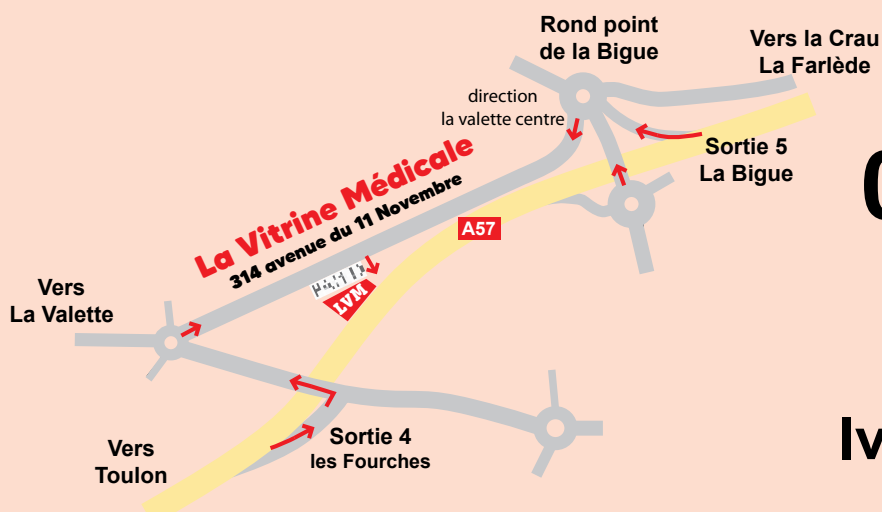 Rond point
de la Bigue
Vers la Crau
La Farlède
direction
la valette centre
Sortie 5
La Bigue
La Vitrine Médicale
314 avenue du 11 Novembre
A57
LVM
Vers
La Valette
Sortie 4
les Fourches
Vers
Toulon